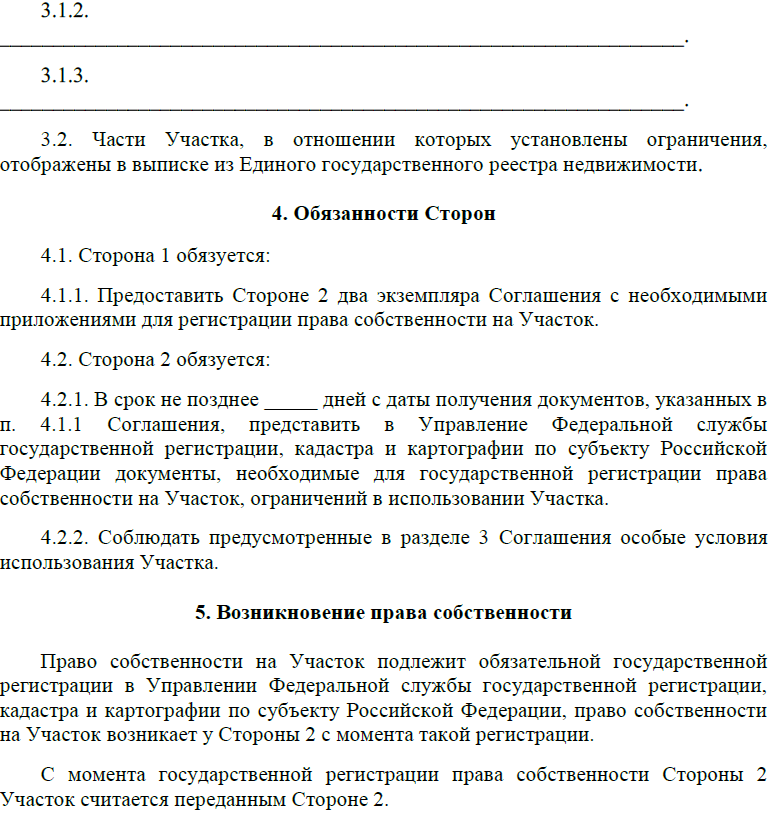 3.1.2.
_________________________________________________________________.
3.1.3.
_________________________________________________________________.
3.2. Части Участка, в отношении которых установлены ограничения,
отображены в выписке из Единого государственного реестра недвижимости.
4. Обязанности Сторон
4.1. Сторона 1 обязуется:
4.1.1. Предоставить Стороне 2 два экземпляра Соглашения с необходимыми
приложениями для регистрации права собственности на Участок.
4.2. Сторона 2 обязуется:
4.2.1. В срок не позднее _____ дней с даты получения документов, указанных в
п. 4.1.1 Соглашения, представить в Управление Федеральной службы
государственной регистрации, кадастра и картографии по субъекту Российской
Федерации документы, необходимые для государственной регистрации права
собственности на Участок, ограничений в использовании Участка.
4.2.2. Соблюдать предусмотренные в разделе 3 Соглашения особые условия
использования Участка.
5. Возникновение права собственности
Право собственности на Участок подлежит обязательной государственной
регистрации в Управлении Федеральной службы государственной регистрации,
кадастра и картографии по субъекту Российской Федерации, право собственности
на Участок возникает у Стороны 2 с момента такой регистрации.
С момента государственной регистрации права собственности Стороны 2
Участок считается переданным Стороне 2.